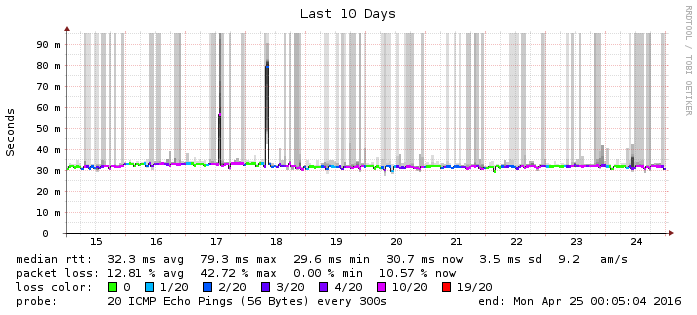 Last 10 Days
RRDTOOL / TOBI OETIKER
Seconds
90 m
80 m
70 m
60 m
50 m
40 m
30 m
20 m
10 m
0
15 16 17 18 19 20 21 22 23 24
median rtt: 32.3 ms avg 79.3 ms max 29.6 ms min 30.7 ms now 3.5 ms sd 9.2 am/s
packet loss: 12.81 % avg 42.72 % max 0.00 % min 10.57 % now
loss color: 0 1/20 2/20 3/20 4/20 10/20 19/20
probe: 20 ICMP Echo Pings (56 Bytes) every 300s end: Mon Apr 25 00:05:04 2016